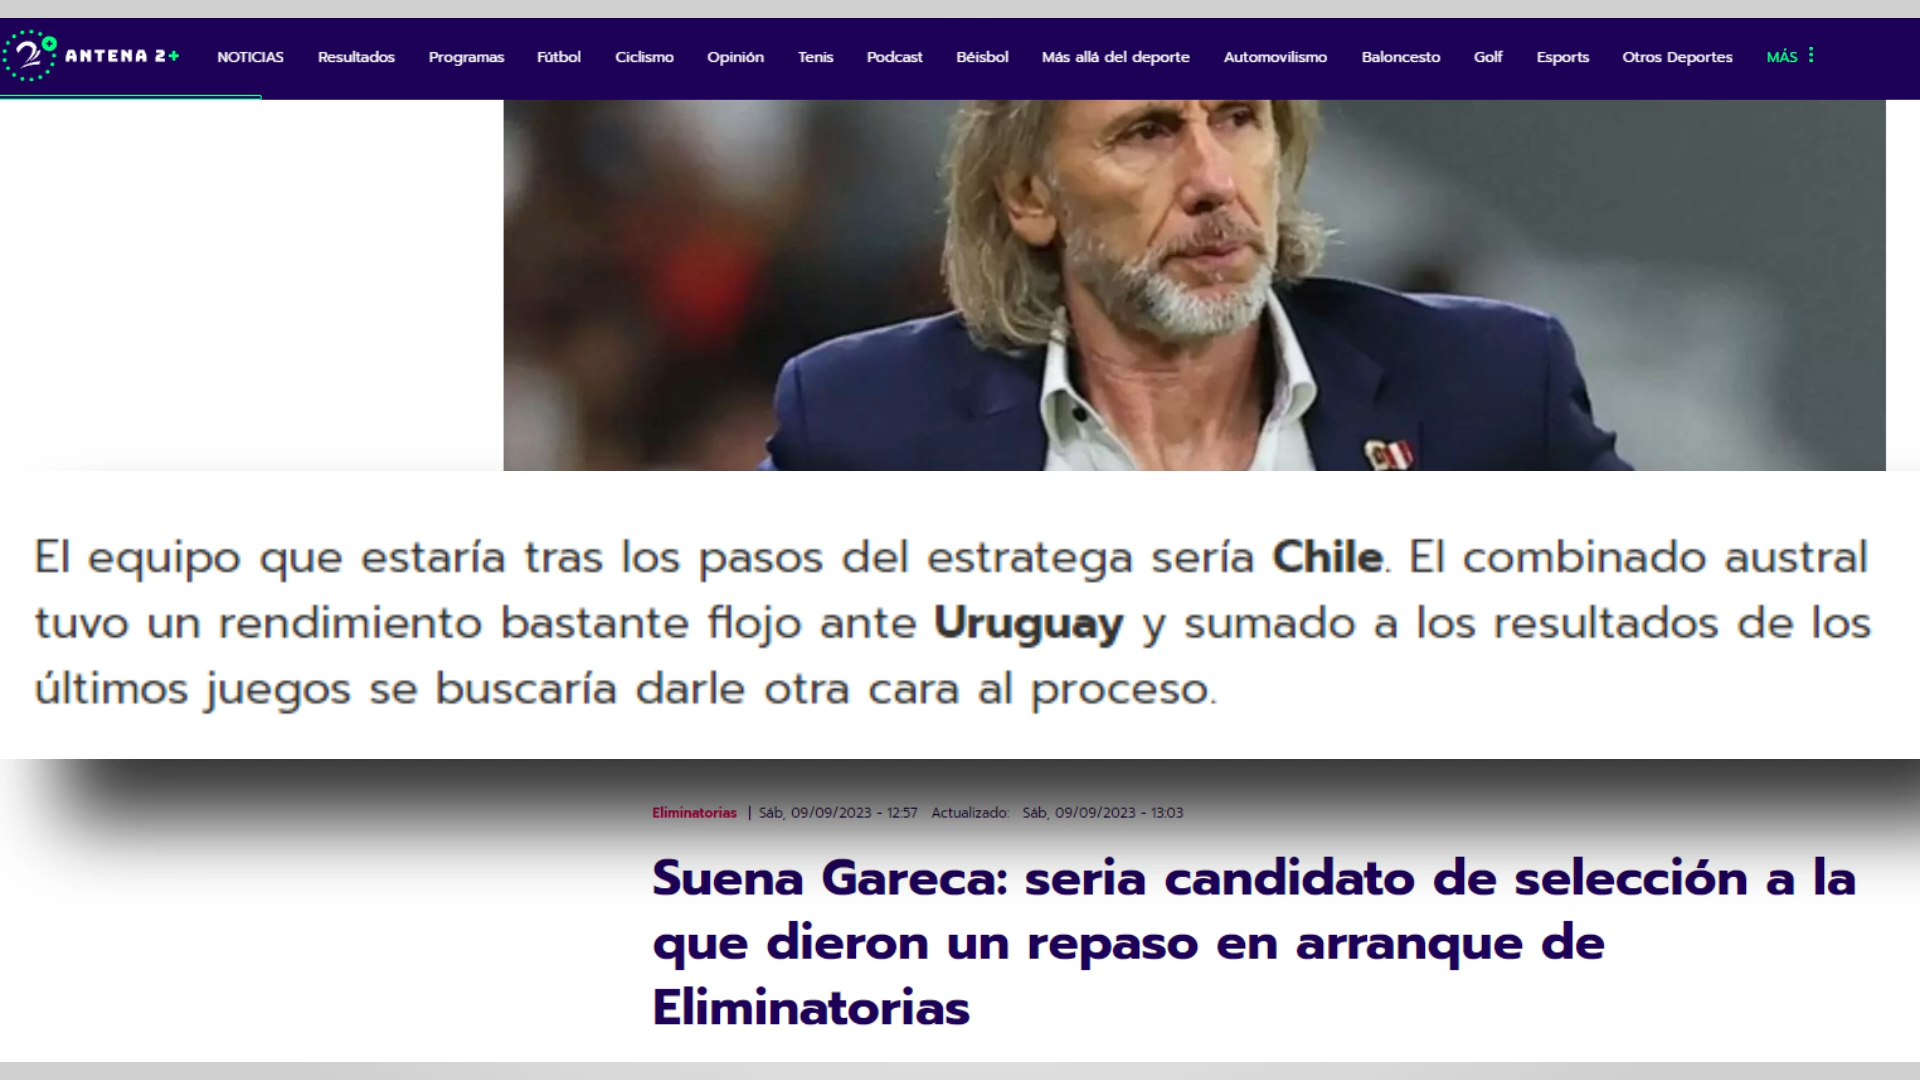 2+ ANTENA 2+ NOTICIAS Resultados Programas Fútbol Ciclismo Opinión Tenis Podcast Béisbol Más allá del deporte Automovilismo Baloncesto Golf Esports Otros Deportes MÁS
El equipo que estaría tras los pasos del estratega sería Chile. El combinado austral
tuvo un rendimiento bastante flojo ante Uruguay y sumado a los resultados de los
últimos juegos se buscaría darle otra cara al proceso.
Eliminatorias | Sáb, 09/09/2023 - 12:57 Actualizado: Sáb, 09/09/2023 - 13:03
Suena Gareca: seria candidato de selección a la
que dieron un repaso en arranque de
Eliminatorias